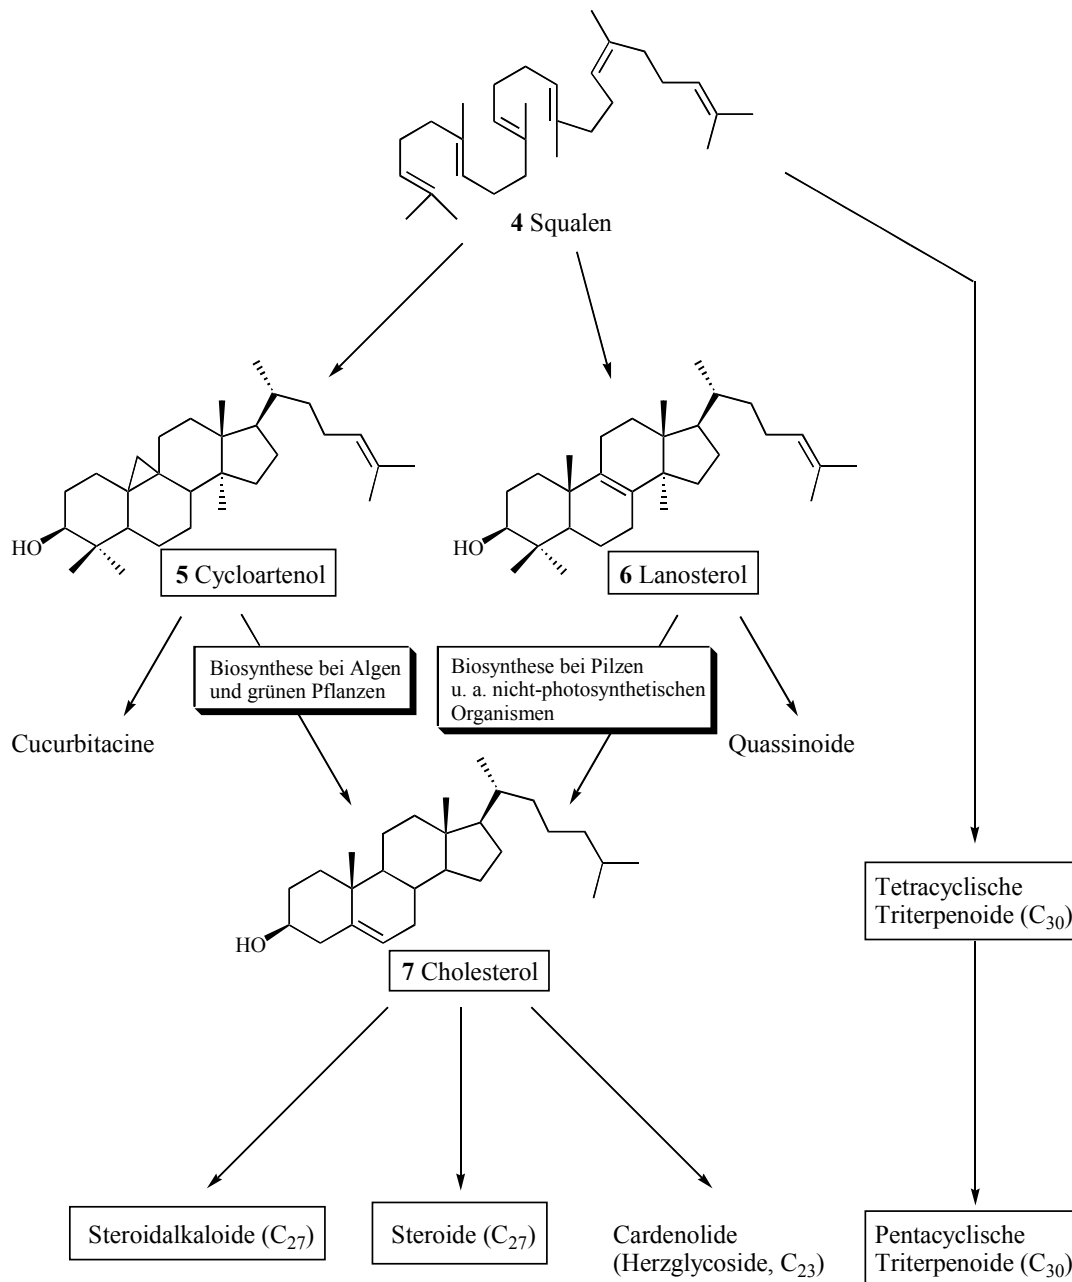 4 Squalen
HO
HO
5 Cycloartenol
6 Lanosterol
Biosynthese bei Algen
und grünen Pflanzen
Biosynthese bei Pilzen
u. a. nicht-photosynthetischen
Organismen
Cucurbitacine
Quassinoide
HO
7 Cholesterol
Tetracyclische
Triterpenoide (C₃₀)
Steroidalkaloide (C₂₇)
Steroide (C₂₇)
Cardenolide
(Herzglycoside, C₂₃)
Pentacyclische
Triterpenoide (C₃₀)